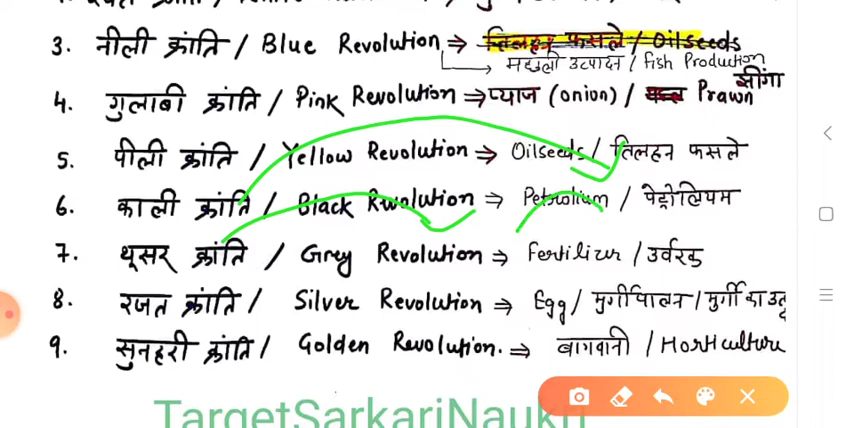 3. नीली क्रांति / Blue Revolution ⇒ तिलहन फसले / Oilseeds
→ मछली उत्पादन / Fish Production
4. गुलाबी क्रांति / Pink Revolution ⇒ प्याज (onion) / Prawn झींगा
5. पीली क्रांति / Yellow Revolution ⇒ Oilseeds / तिलहन फसले
6. काली क्रांति / Black Revolution ⇒ Petrolium / पेट्रोलियम
7. धूसर क्रांति / Grey Revolution ⇒ Fertilizer / उर्वरक
8. रजत क्रांति / Silver Revolution ⇒ Egg / मुर्गीपालन / मुर्गी का
9. सुनहरी क्रांति / Golden Revolution. ⇒ बागवानी / Horticulture
TargetSarkariNaukri